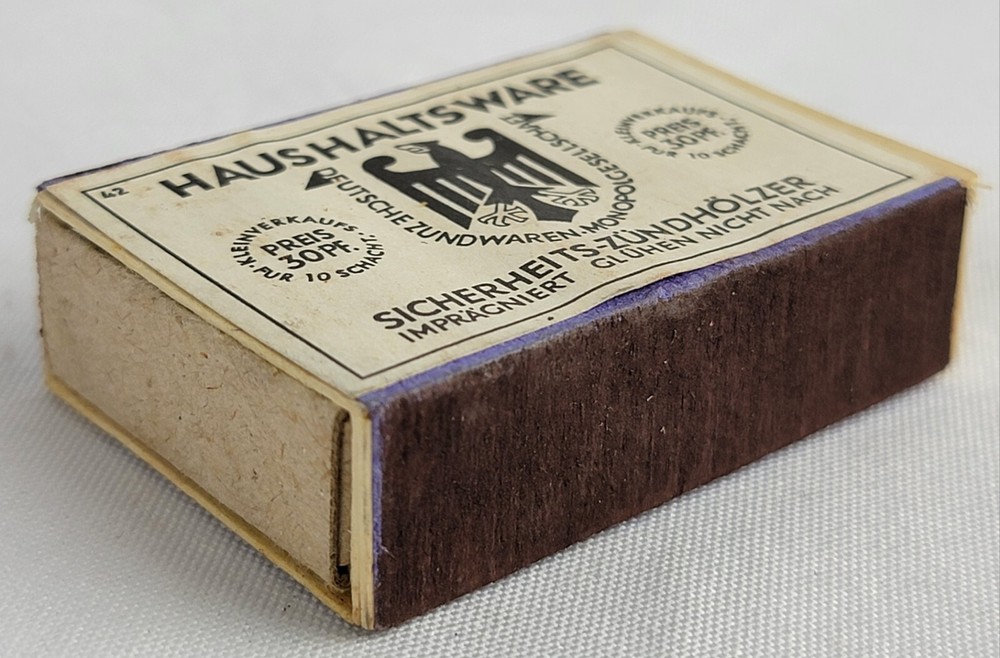 42
HAUSHALTSWARE
DEUTSCHE ZUNDWAREN-MONOPOLGESELLSCHAFT
KLEINVERKAUFS-
PREIS
30PF.
FÜR 10 SCHACHT.
KLEINVERKAUFS-
PREIS
30PF.
FÜR 10 SCHACHT.
SICHERHEITS-ZÜNDHÖLZER
IMPRÄGNIERT GLÜHEN NICHT NACH